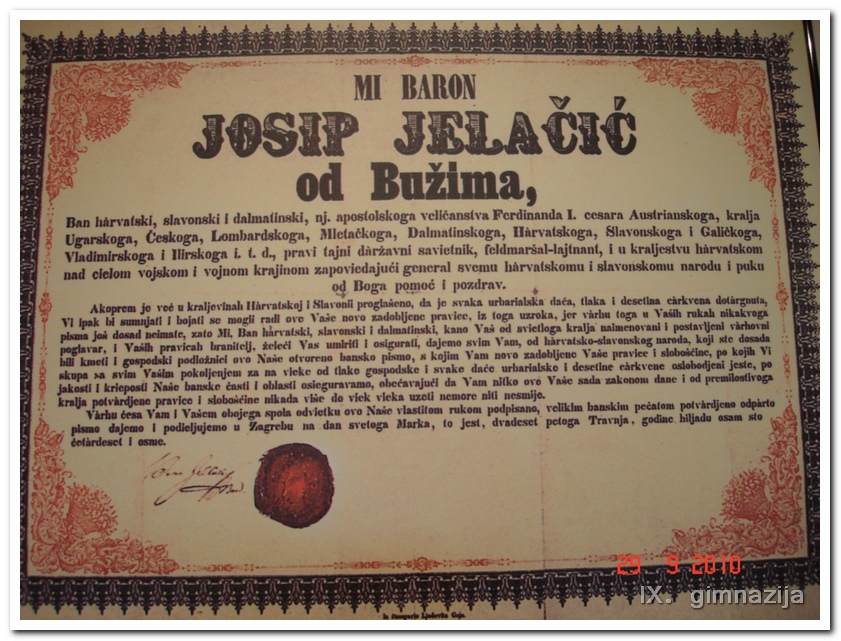 MI BARON
JOSIP JELAČIĆ
od Bužima,
Ban hàrvatski, slavonski i dalmatinski, nj. apostolskoga veličanstva Ferdinanda I. cesara Austrianskoga, kralja
Ugarskoga, Českoga, Lombardskoga, Mletačkoga, Dalmatinskoga, Hàrvatskoga, Slavonskoga i Galičkoga,
Vladimirskoga i Ilirskoga i. t. d., pravi tajni dàržavni savietnik, feldmaršal-lajtnant, i u kraljestvu hàrvatskom
nad cielom vojskom i vojnom krajinom zapoviedajući general svemu hàrvatskomu i slavonskomu narodu i puku
od Boga pomoć i pozdrav.
Akoprem je već u kraljevinah Hàrvatskoj i Slavonii proglašeno, da je svaka urbarialska daća, tlaka i desetina càrkvena dotàrgnuta,
Vi ipak bi sumnjati i bojati se mogli radi ove Vaše novo zadobljene pravice, iz toga uzroka, jer vàrhu toga u Vaših rukah nikakvoga
pisma još dosad neimate, zato Mi, Ban hàrvatski, slavonski i dalmatinski, kano Vaš od svietloga kralja naimenovani i postavljeni vàrhovni
poglavar, i Vaših pravicah branitelj, želeći Vas umiriti i osigurati, dajemo svim Vam, od hàrvatsko-slavonskog naroda, koji ste dosada
bili kmeti i gospodski podložnici ovo Naše otvoreno bansko pismo, s kojim Vam novo zadobljene Vaše pravice i sloboščine, po kojih Vi
skupa sa svim Vašim pokoljenjem za na vieke od tlake gospodske i svake daće urbarialske i desetine càrkvene oslobodjeni jeste, po
jakosti i krieposti Naše banske časti i oblasti osieguravamo, obećavajući da Vam nitko ove Vaše sada zakonom dane i od premilostivoga
kralja potvàrdjene pravice i sloboščine nikada više do viek vieka uzeti nemore niti nesmije.
Vàrhu česa Vam i Vašem obojega spola odvietku ovo Naše vlastitom rukom podpisano, velikim banskim pečatom potvàrdjeno odpàrto
pismo dajemo i podieljujemo u Zagrebu na dan svetoga Marka, to jest, dvadeset petoga Travnja, godine hiljadu osam sto
četàrdeset i osme.
29 9 2010
IX. gimnazija
Iz štamparie Ljudevita Gaja.